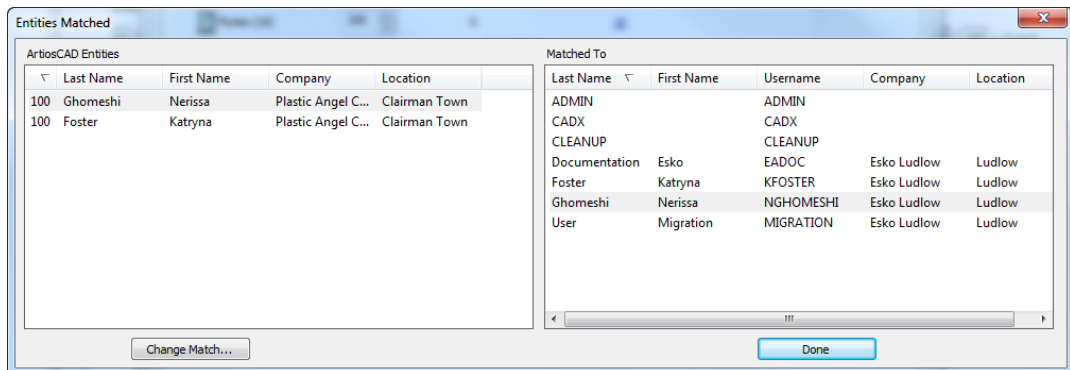 Entities Matched
ArtiosCAD Entities
Last Name First Name Company Location
100 Ghomeshi Nerissa Plastic Angel C... Clairman Town
100 Foster Katryna Plastic Angel C... Clairman Town
Change Match...
Matched To
Last Name First Name Username Company Location
ADMIN ADMIN
CADX CADX
CLEANUP CLEANUP
Documentation Esko EADOC Esko Ludlow Ludlow
Foster Katryna KFOSTER Esko Ludlow Ludlow
Ghomeshi Nerissa NGHOMESHI Esko Ludlow Ludlow
User Migration MIGRATION Esko Ludlow Ludlow
Done